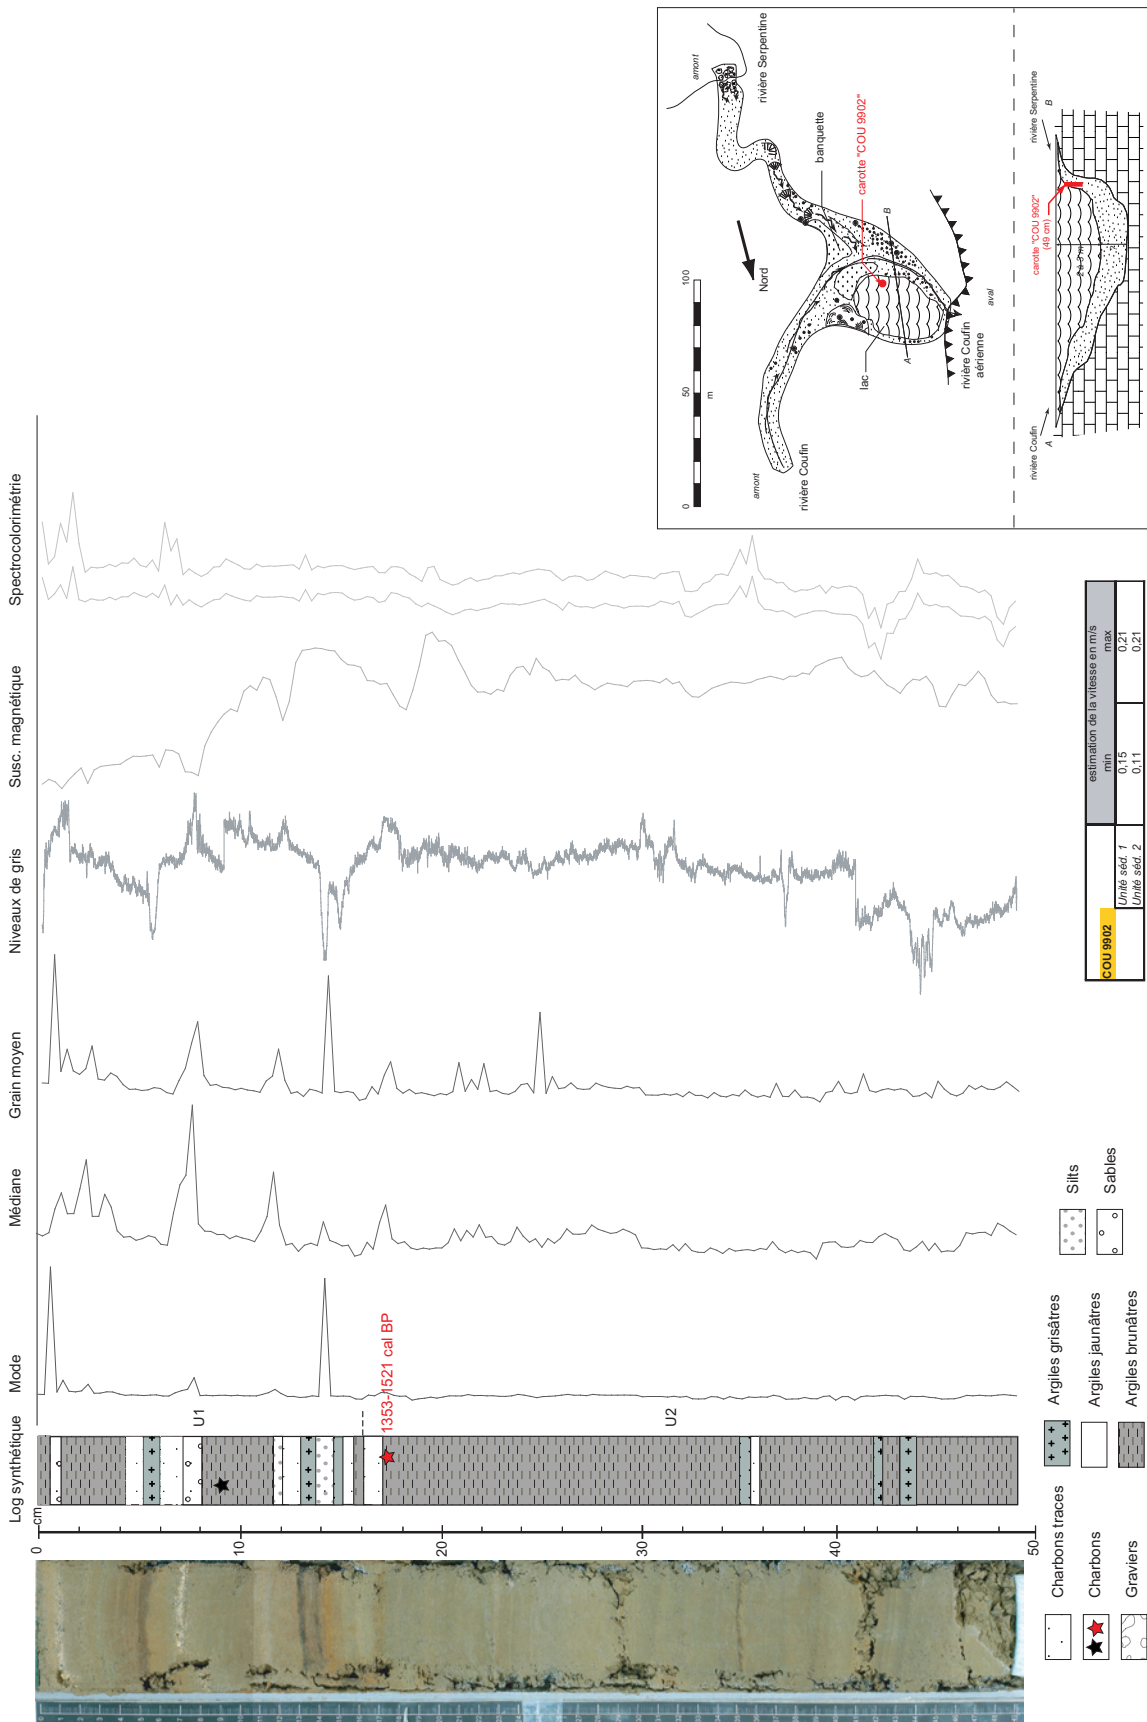 Log synthétique
Mode
Médiane
Grain moyen
Niveaux de gris
Susc. magnétique
Spectrocolorimétrie
cm
0
10
20
30
40
50
U1
U2
1353-1521 cal BP
Charbons traces
Charbons
Graviers
Argiles grisâtres
Argiles jaunâtres
Argiles brunâtres
Silts
Sables
COU 9902
estimation de la vitesse en m/s
min
max
Unité séd. 1
0,15
0,21
Unité séd. 2
0,11
0,21
0
50
100
m
Nord
amont
rivière Serpentine
banquette
carotte "COU 9902"
B
A
lac
aval
rivière Coufin
aérienne
amont
rivière Coufin
rivière Coufin
A
carotte "COU 9902"
(49 cm)
rivière Serpentine
B